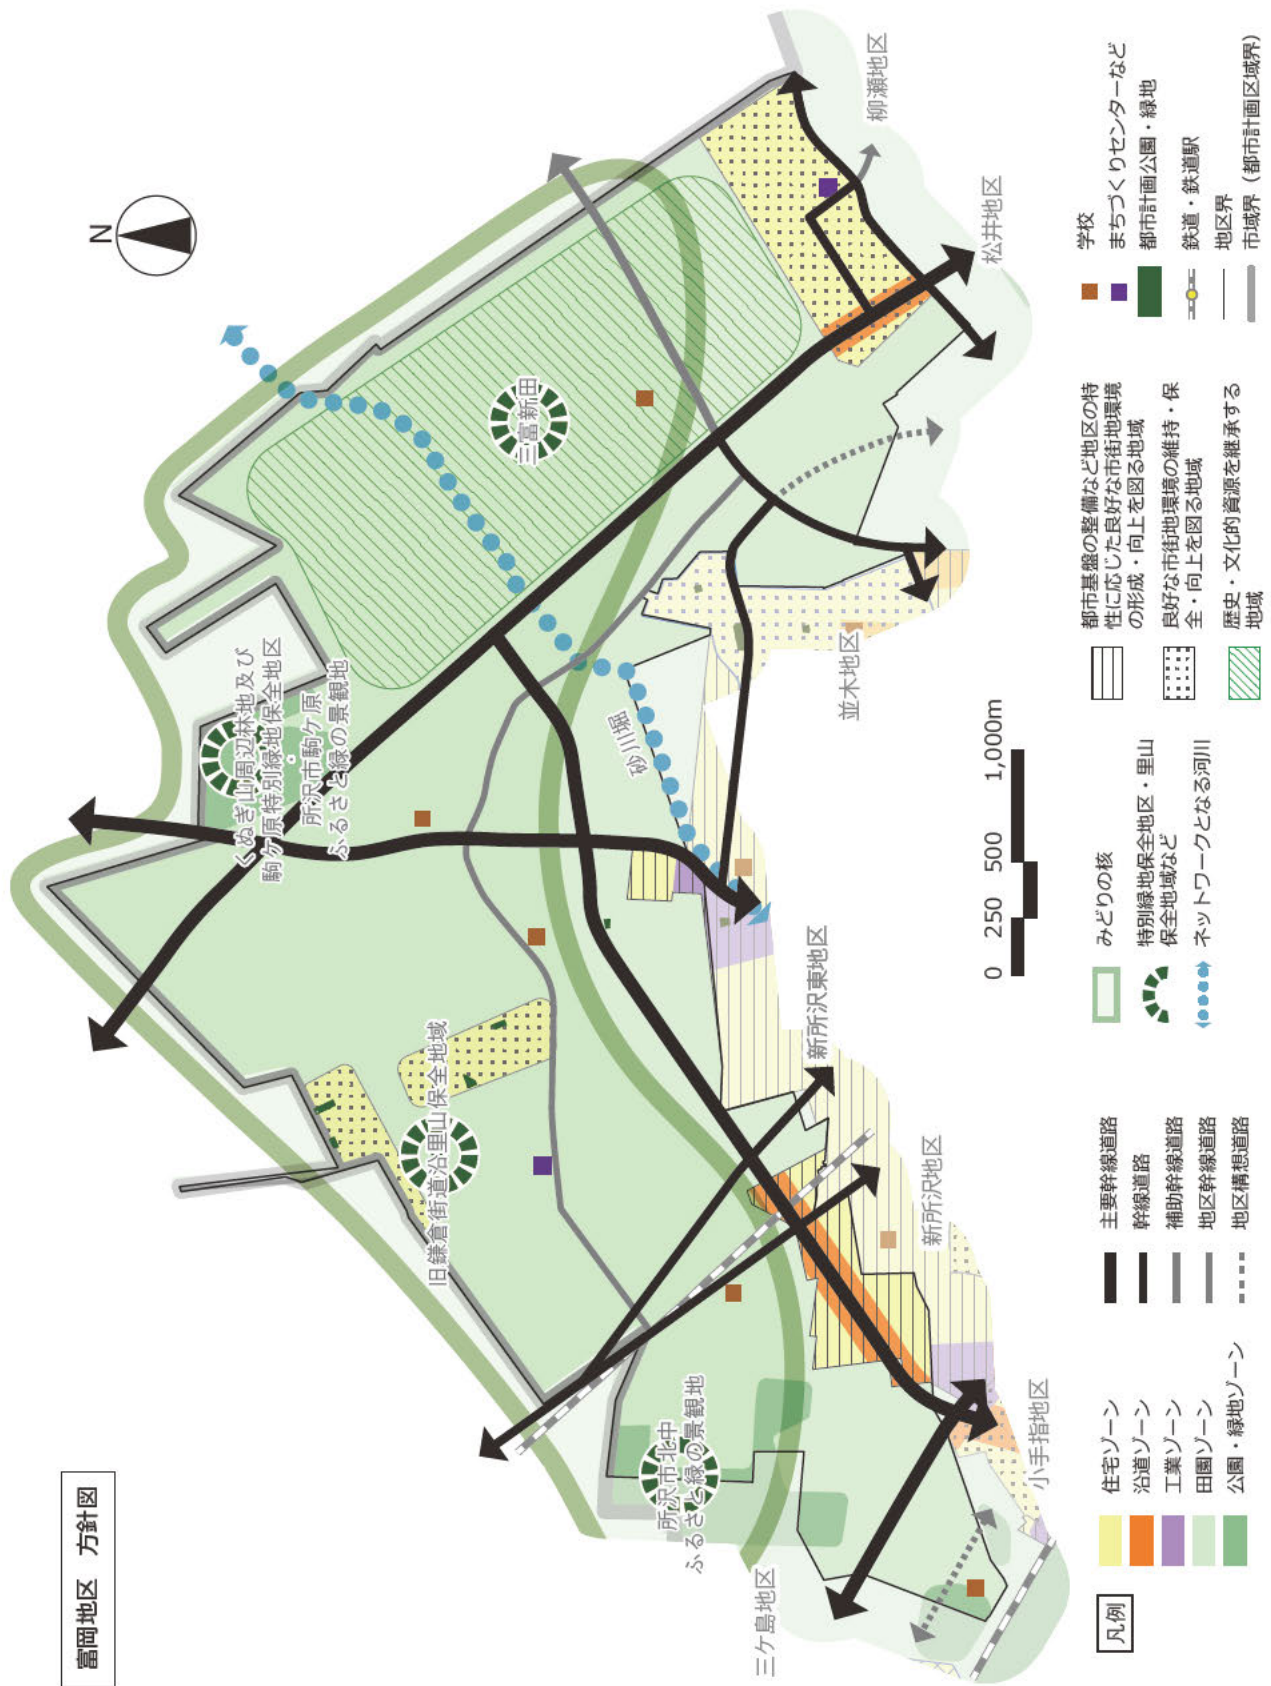 富岡地区 方針図
N
くぬぎ山周辺林地及び
駒ケ原特別緑地保全地区
・
所沢市駒ケ原
ふるさと緑の景観地
三富新田
旧鎌倉街道沿里山保全地域
所沢市北中
ふるさと緑の景観地
砂川堀
柳瀬地区
松井地区
並木地区
新所沢東地区
新所沢地区
小手指地区
三ケ島地区
0 250 500 1,000m
凡例
住宅ゾーン
沿道ゾーン
工業ゾーン
田園ゾーン
公園・緑地ゾーン
主要幹線道路
幹線道路
補助幹線道路
地区幹線道路
地区構想道路
みどりの核
特別緑地保全地区・里山
保全地域など
ネットワークとなる河川
都市基盤の整備など地区の特
性に応じた良好な市街地環境
の形成・向上を図る地域
良好な市街地環境の維持・保
全・向上を図る地域
歴史・文化的資源を継承する
地域
学校
まちづくりセンターなど
都市計画公園・緑地
鉄道・鉄道駅
地区界
市域界（都市計画区域界）